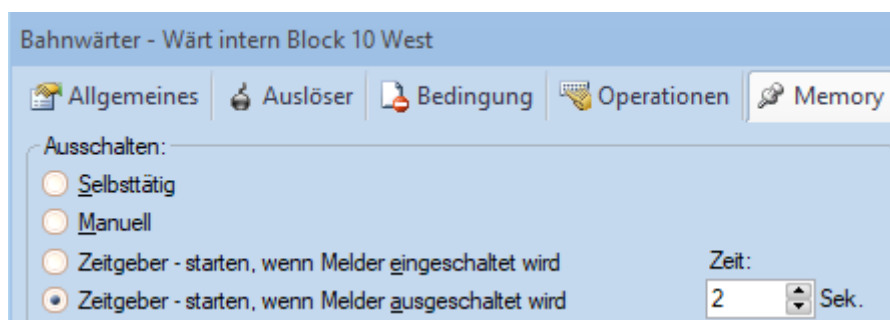 Bahnwärter - Wärt intern Block 10 West
Allgemeines Auslöser Bedingung Operationen Memory
Ausschalten:
Selbsttätig
Manuell
Zeitgeber - starten, wenn Melder eingeschaltet wird Zeit:
Zeitgeber - starten, wenn Melder ausgeschaltet wird 2 Sek.